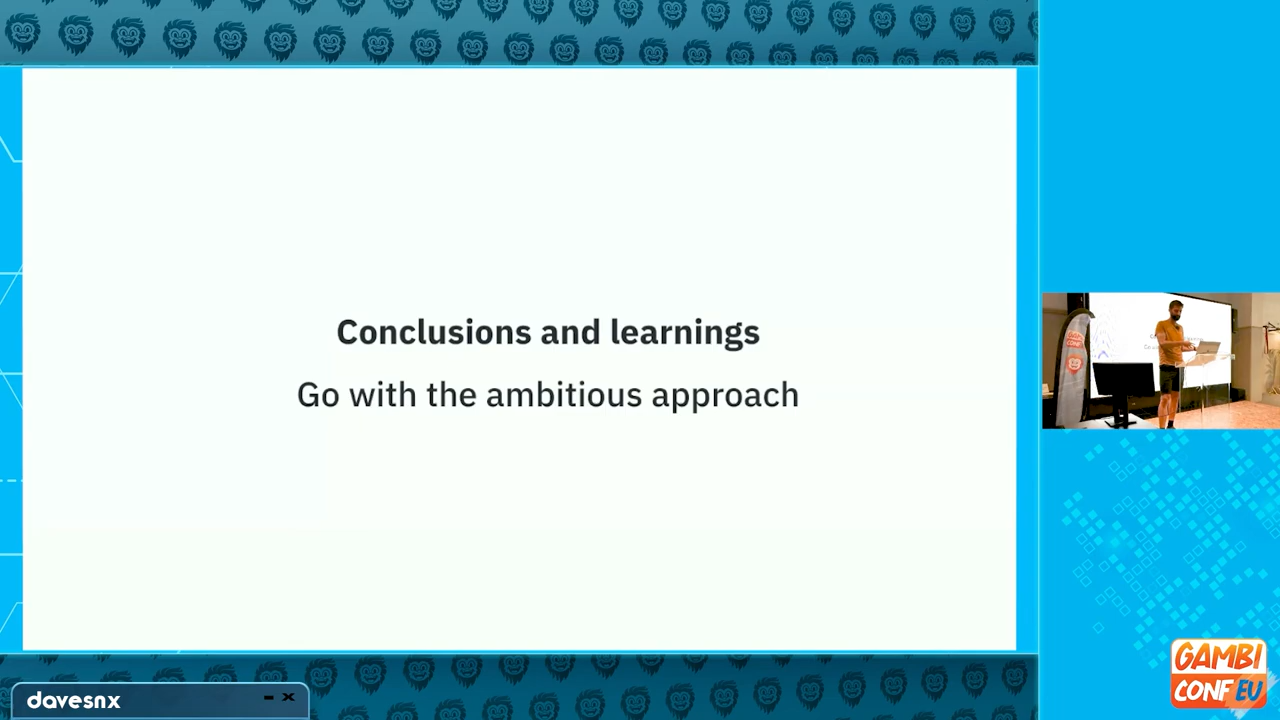 Conclusions and learnings
Go with the ambitious approach
davesnx
GAMBI
CONF EU